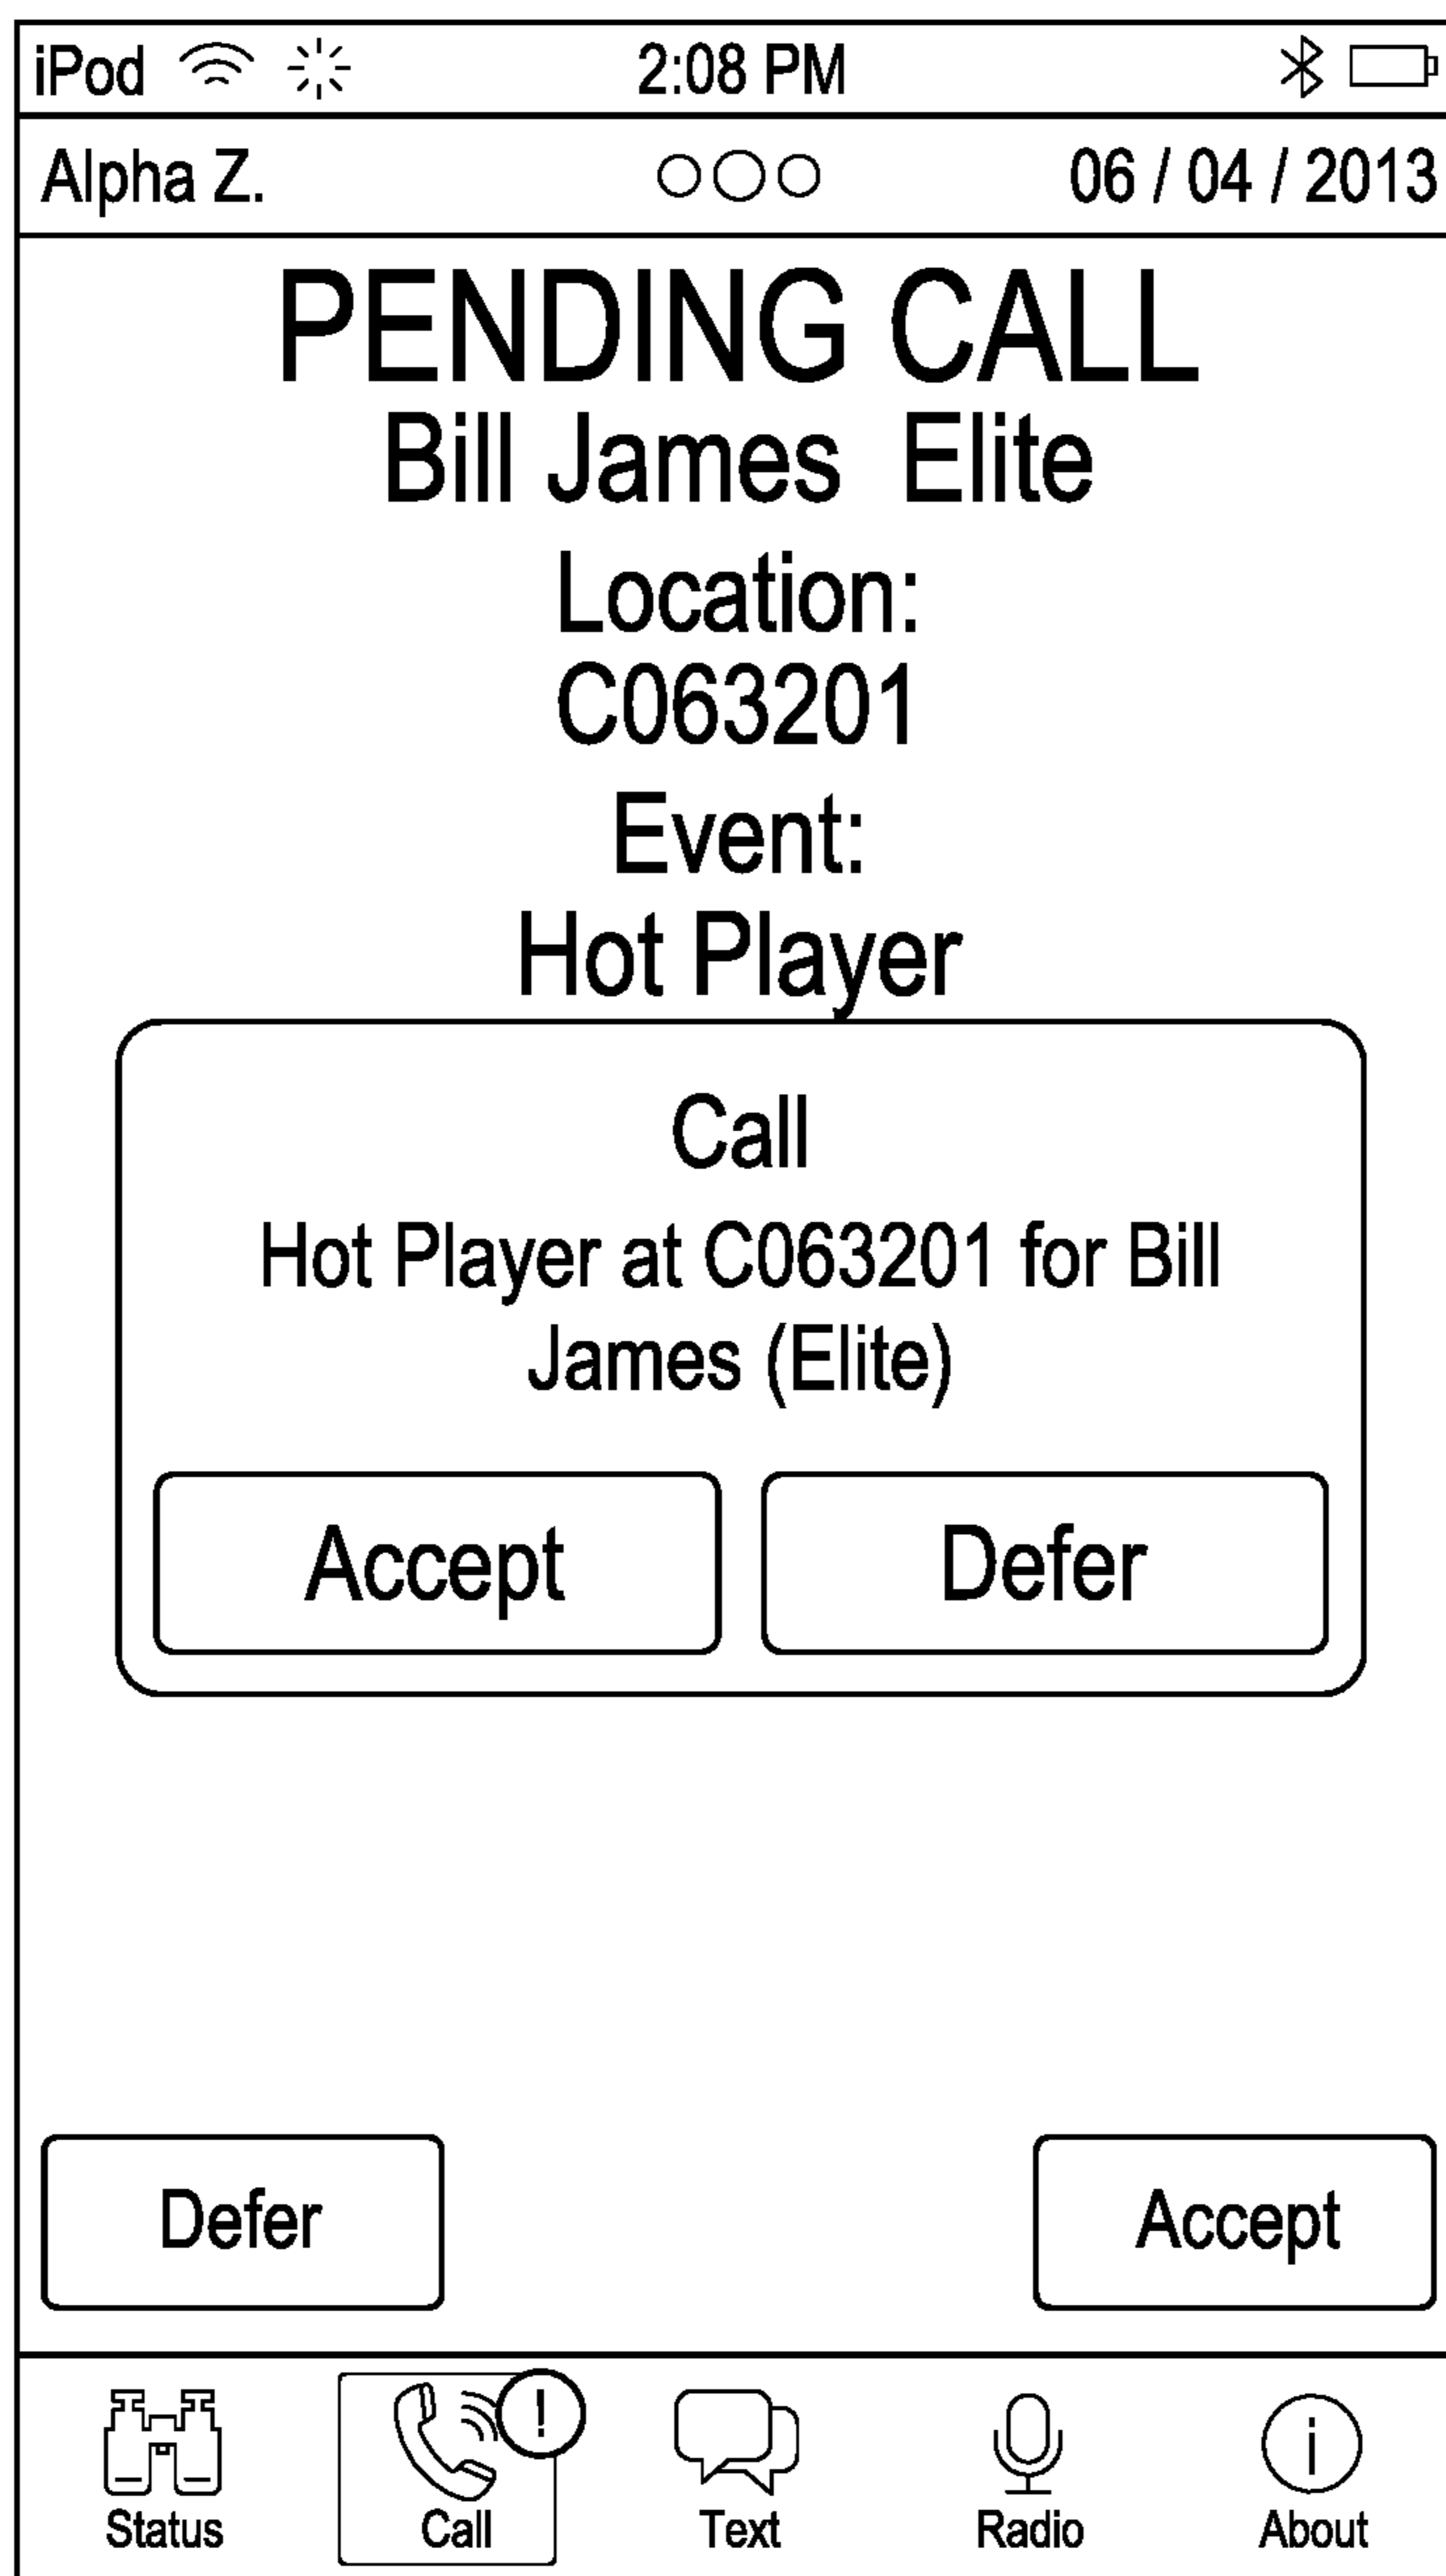 iPod 2:08 PM
Alpha Z. 06 / 04 / 2013
PENDING CALL
Bill James Elite
Location:
C063201
Event:
Hot Player
Call
Hot Player at C063201 for Bill
James (Elite)
Accept Defer
Defer Accept
!
i
Status Call Text Radio About